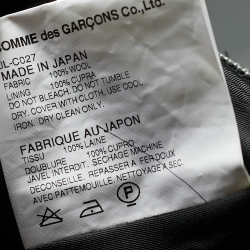 COMME des GARÇONS Co., Ltd.
JL-C027
MADE IN JAPAN
FABRIC 100% WOOL
LINING 100% CUPRA
DO NOT BLEACH. DO NOT TUMBLE
DRY, COVER WITH CLOTH, USE COOL
IRON. DRY CLEAN ONLY.
FABRIQUE AU JAPON
TISSU 100% LAINE
DOUBLURE 100% CUPRO
JAVEL INTERDIT. SECHAGE MACHINE
DECONSEILLE. REPASSER A FER DOUX
AVEC PATTEMOUILLE. NETTOYAGE A SEC.
P